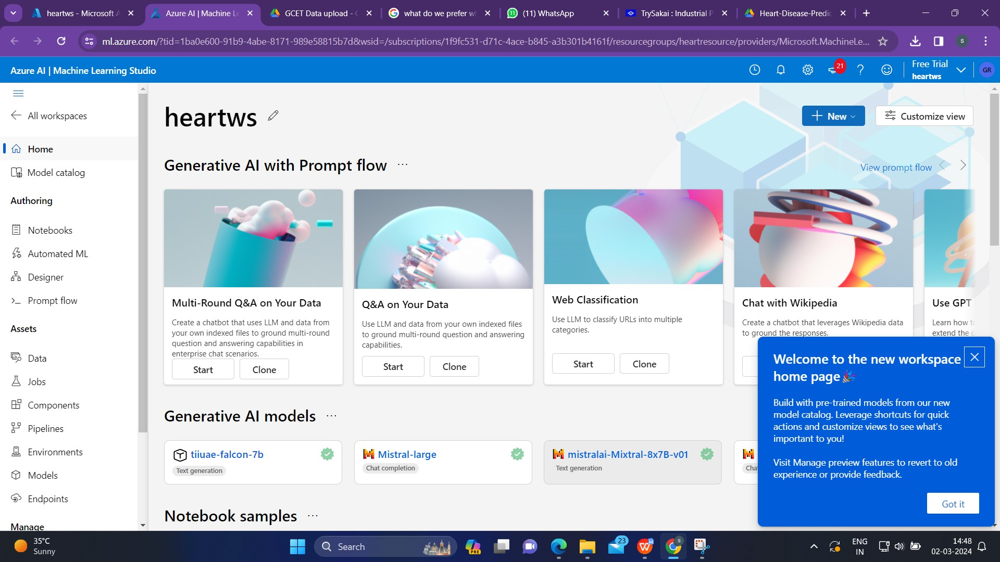 heartws - Microsoft A
Azure AI | Machine Le
GCET Data upload -
what do we prefer wh
(11) WhatsApp
TrySakai : Industrial P
Heart-Disease-Predic
ml.azure.com/?tid=1ba0e600-91b9-4abe-8171-989e58815b7d&wsid=/subscriptions/1f9fc531-d71c-4ace-b845-a3b301b4161f/resourcegroups/heartresource/providers/Microsoft.MachineLe...
S
Azure AI | Machine Learning Studio
21
Free Trial
heartws
GR
All workspaces
Home
Model catalog
Authoring
Notebooks
Automated ML
Designer
Prompt flow
Assets
Data
Jobs
Components
Pipelines
Environments
Models
Endpoints
Manage
heartws
New
Customize view
Generative AI with Prompt flow ...
View prompt flow
Multi-Round Q&A on Your Data
Create a chatbot that uses LLM and data from
your own indexed files to ground multi-round
question and answering capabilities in
enterprise chat scenarios.
Start
Clone
Q&A on Your Data
Use LLM and data from your own indexed files
to ground multi-round question and answering
capabilities.
Start
Clone
Web Classification
Use LLM to classify URLs into multiple
categories.
Start
Clone
Chat with Wikipedia
Create a chatbot that leverages Wikipedia data
to ground the responses.
Use GPT
Learn how to
extend the c
Generative AI models ...
tiiuae-falcon-7b
Text generation
Mistral-large
Chat completion
mistralai-Mixtral-8x7B-v01
Text generation
Cha
Notebook samples ...
Welcome to the new workspace
home page
Build with pre-trained models from our new
model catalog. Leverage shortcuts for quick
actions and customize views to see what's
important to you!
Visit Manage preview features to revert to old
experience or provide feedback.
Got it
35°C
Sunny
Search
PRE
23
ENG
IN
14:48
02-03-2024